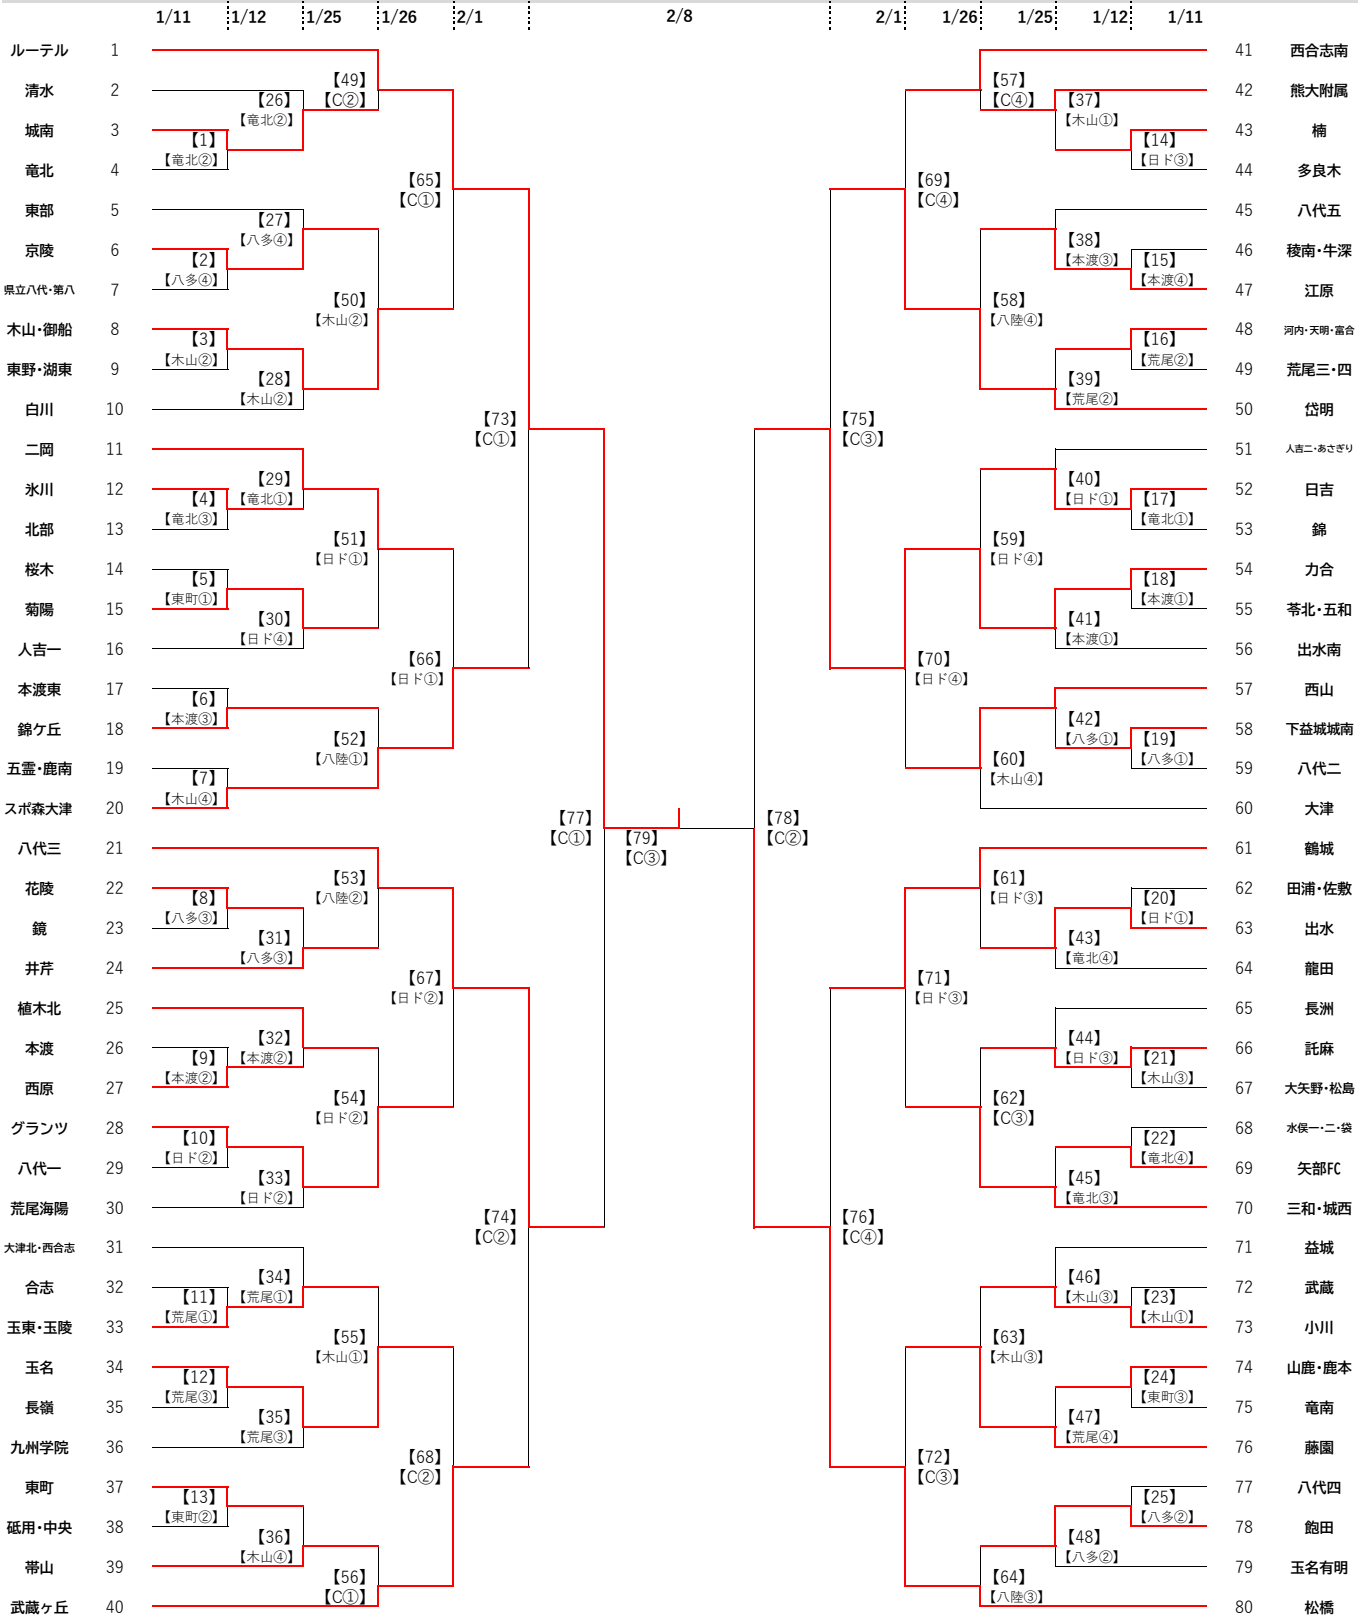 1/11 1/12 1/25 1/26 2/1 2/8 2/1 1/26 1/25 1/12 1/11
ルーテル 1
清水 2
城南 3
竜北 4
東部 5
京陵 6
県立八代・第八 7
木山・御船 8
東野・湖東 9
白川 10
二岡 11
氷川 12
北部 13
桜木 14
菊陽 15
人吉一 16
本渡東 17
錦ケ丘 18
五霊・鹿南 19
スポ森大津 20
八代三 21
花陵 22
鏡 23
井芹 24
植木北 25
本渡 26
西原 27
グランツ 28
八代一 29
荒尾海陽 30
大津北・西合志 31
合志 32
玉東・玉陵 33
玉名 34
長嶺 35
九州学院 36
東町 37
砥用・中央 38
帯山 39
武蔵ヶ丘 40
【1】
【竜北②】
【2】
【八多④】
【3】
【木山②】
【4】
【竜北③】
【5】
【東町①】
【6】
【本渡③】
【7】
【木山④】
【8】
【八多③】
【9】
【本渡②】
【10】
【日ド②】
【11】
【荒尾①】
【12】
【荒尾③】
【13】
【東町②】
【26】
【竜北②】
【27】
【八多④】
【28】
【木山②】
【29】
【竜北①】
【30】
【日ド④】
【31】
【八多③】
【32】
【本渡②】
【33】
【日ド②】
【34】
【荒尾①】
【35】
【荒尾③】
【36】
【木山④】
【49】
【C②】
【50】
【木山②】
【51】
【日ド①】
【52】
【八陸①】
【53】
【八陸②】
【54】
【日ド②】
【55】
【木山①】
【56】
【C①】
【65】
【C①】
【66】
【日ド①】
【67】
【日ド②】
【68】
【C②】
【73】
【C①】
【74】
【C②】
【77】
【C①】
【79】
【C③】
【78】
【C②】
【75】
【C③】
【76】
【C④】
【69】
【C④】
【70】
【日ド④】
【71】
【日ド③】
【72】
【C③】
【57】
【C④】
【58】
【八陸④】
【59】
【日ド④】
【60】
【木山④】
【61】
【日ド③】
【62】
【C③】
【63】
【木山③】
【64】
【八陸③】
【37】
【木山①】
【38】
【本渡③】
【39】
【荒尾②】
【40】
【日ド①】
【41】
【本渡①】
【42】
【八多①】
【43】
【竜北④】
【44】
【日ド③】
【45】
【竜北③】
【46】
【木山③】
【47】
【荒尾④】
【48】
【八多②】
【14】
【日ド③】
【15】
【本渡④】
【16】
【荒尾②】
【17】
【竜北①】
【18】
【本渡①】
【19】
【八多①】
【20】
【日ド①】
【21】
【木山③】
【22】
【竜北④】
【23】
【木山①】
【24】
【東町③】
【25】
【八多②】
41 西合志南
42 熊大附属
43 楠
44 多良木
45 八代五
46 稜南・牛深
47 江原
48 河内・天明・富合
49 荒尾三・四
50 岱明
51 人吉二・あさぎり
52 日吉
53 錦
54 力合
55 苓北・五和
56 出水南
57 西山
58 下益城城南
59 八代二
60 大津
61 鶴城
62 田浦・佐敷
63 出水
64 龍田
65 長洲
66 託麻
67 大矢野・松島
68 水俣一・二・袋
69 矢部FC
70 三和・城西
71 益城
72 武蔵
73 小川
74 山鹿・鹿本
75 竜南
76 藤園
77 八代四
78 飽田
79 玉名有明
80 松橋